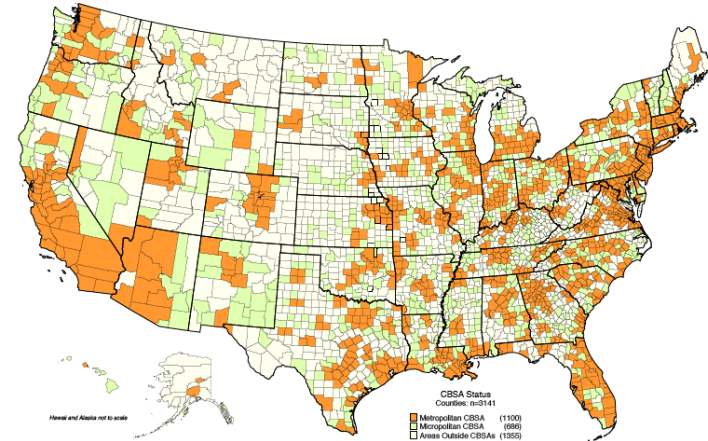 Hawaii and Alaska not to scale
CBSA Status
Counties: n=3141
Metropolitan CBSA (1100)
Micropolitan CBSA (686)
Areas Outside CBSAs (1355)